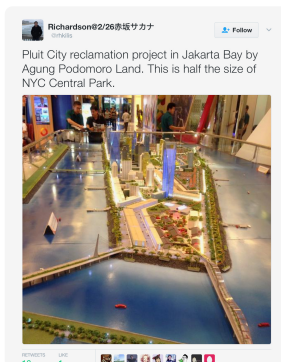 Richardson@2/26赤坂サカナ
Follow
Pluit City reclamation project in Jakarta Bay by
Agung Podomoro Land. This is half the size of
NYC Central Park.
RETWEETS LIKE